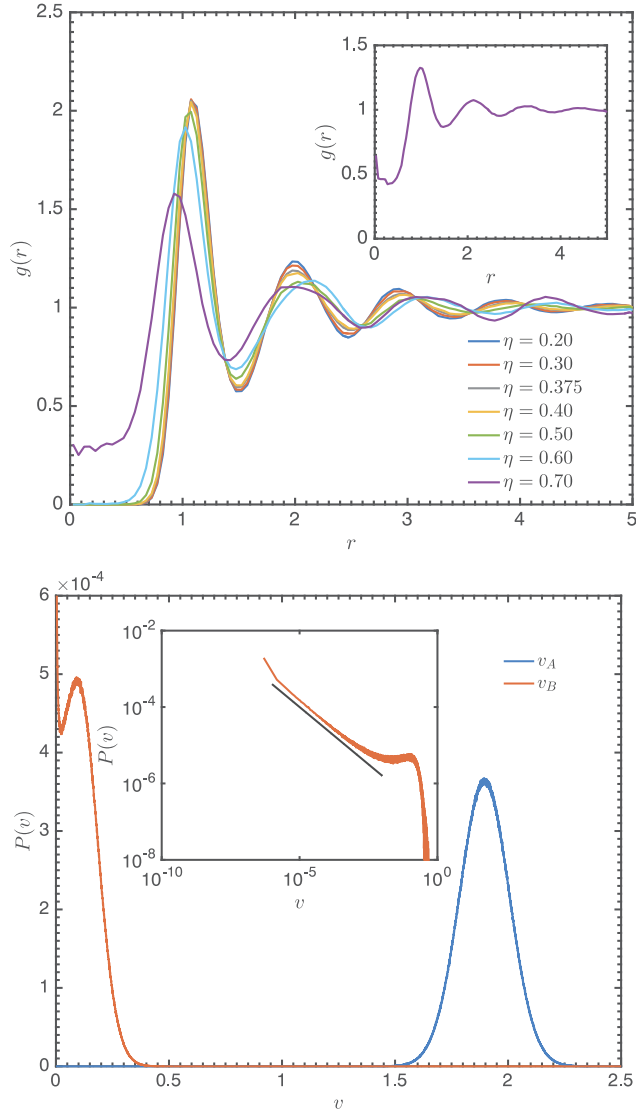 2.5
2
1.5
1
0.5
0
g(r)
0 1 2 3 4 5
r
1.5
1
0.5
0
g(r)
0 2 4
r
η = 0.20
η = 0.30
η = 0.375
η = 0.40
η = 0.50
η = 0.60
η = 0.70
×10⁻⁴
6
5
4
3
2
1
0
P(v)
0 0.5 1 1.5 2 2.5
v
10⁻²
10⁻⁴
10⁻⁶
10⁻⁸
P(v)
10⁻¹⁰ 10⁻⁵ 10⁰
v
v_A
v_B